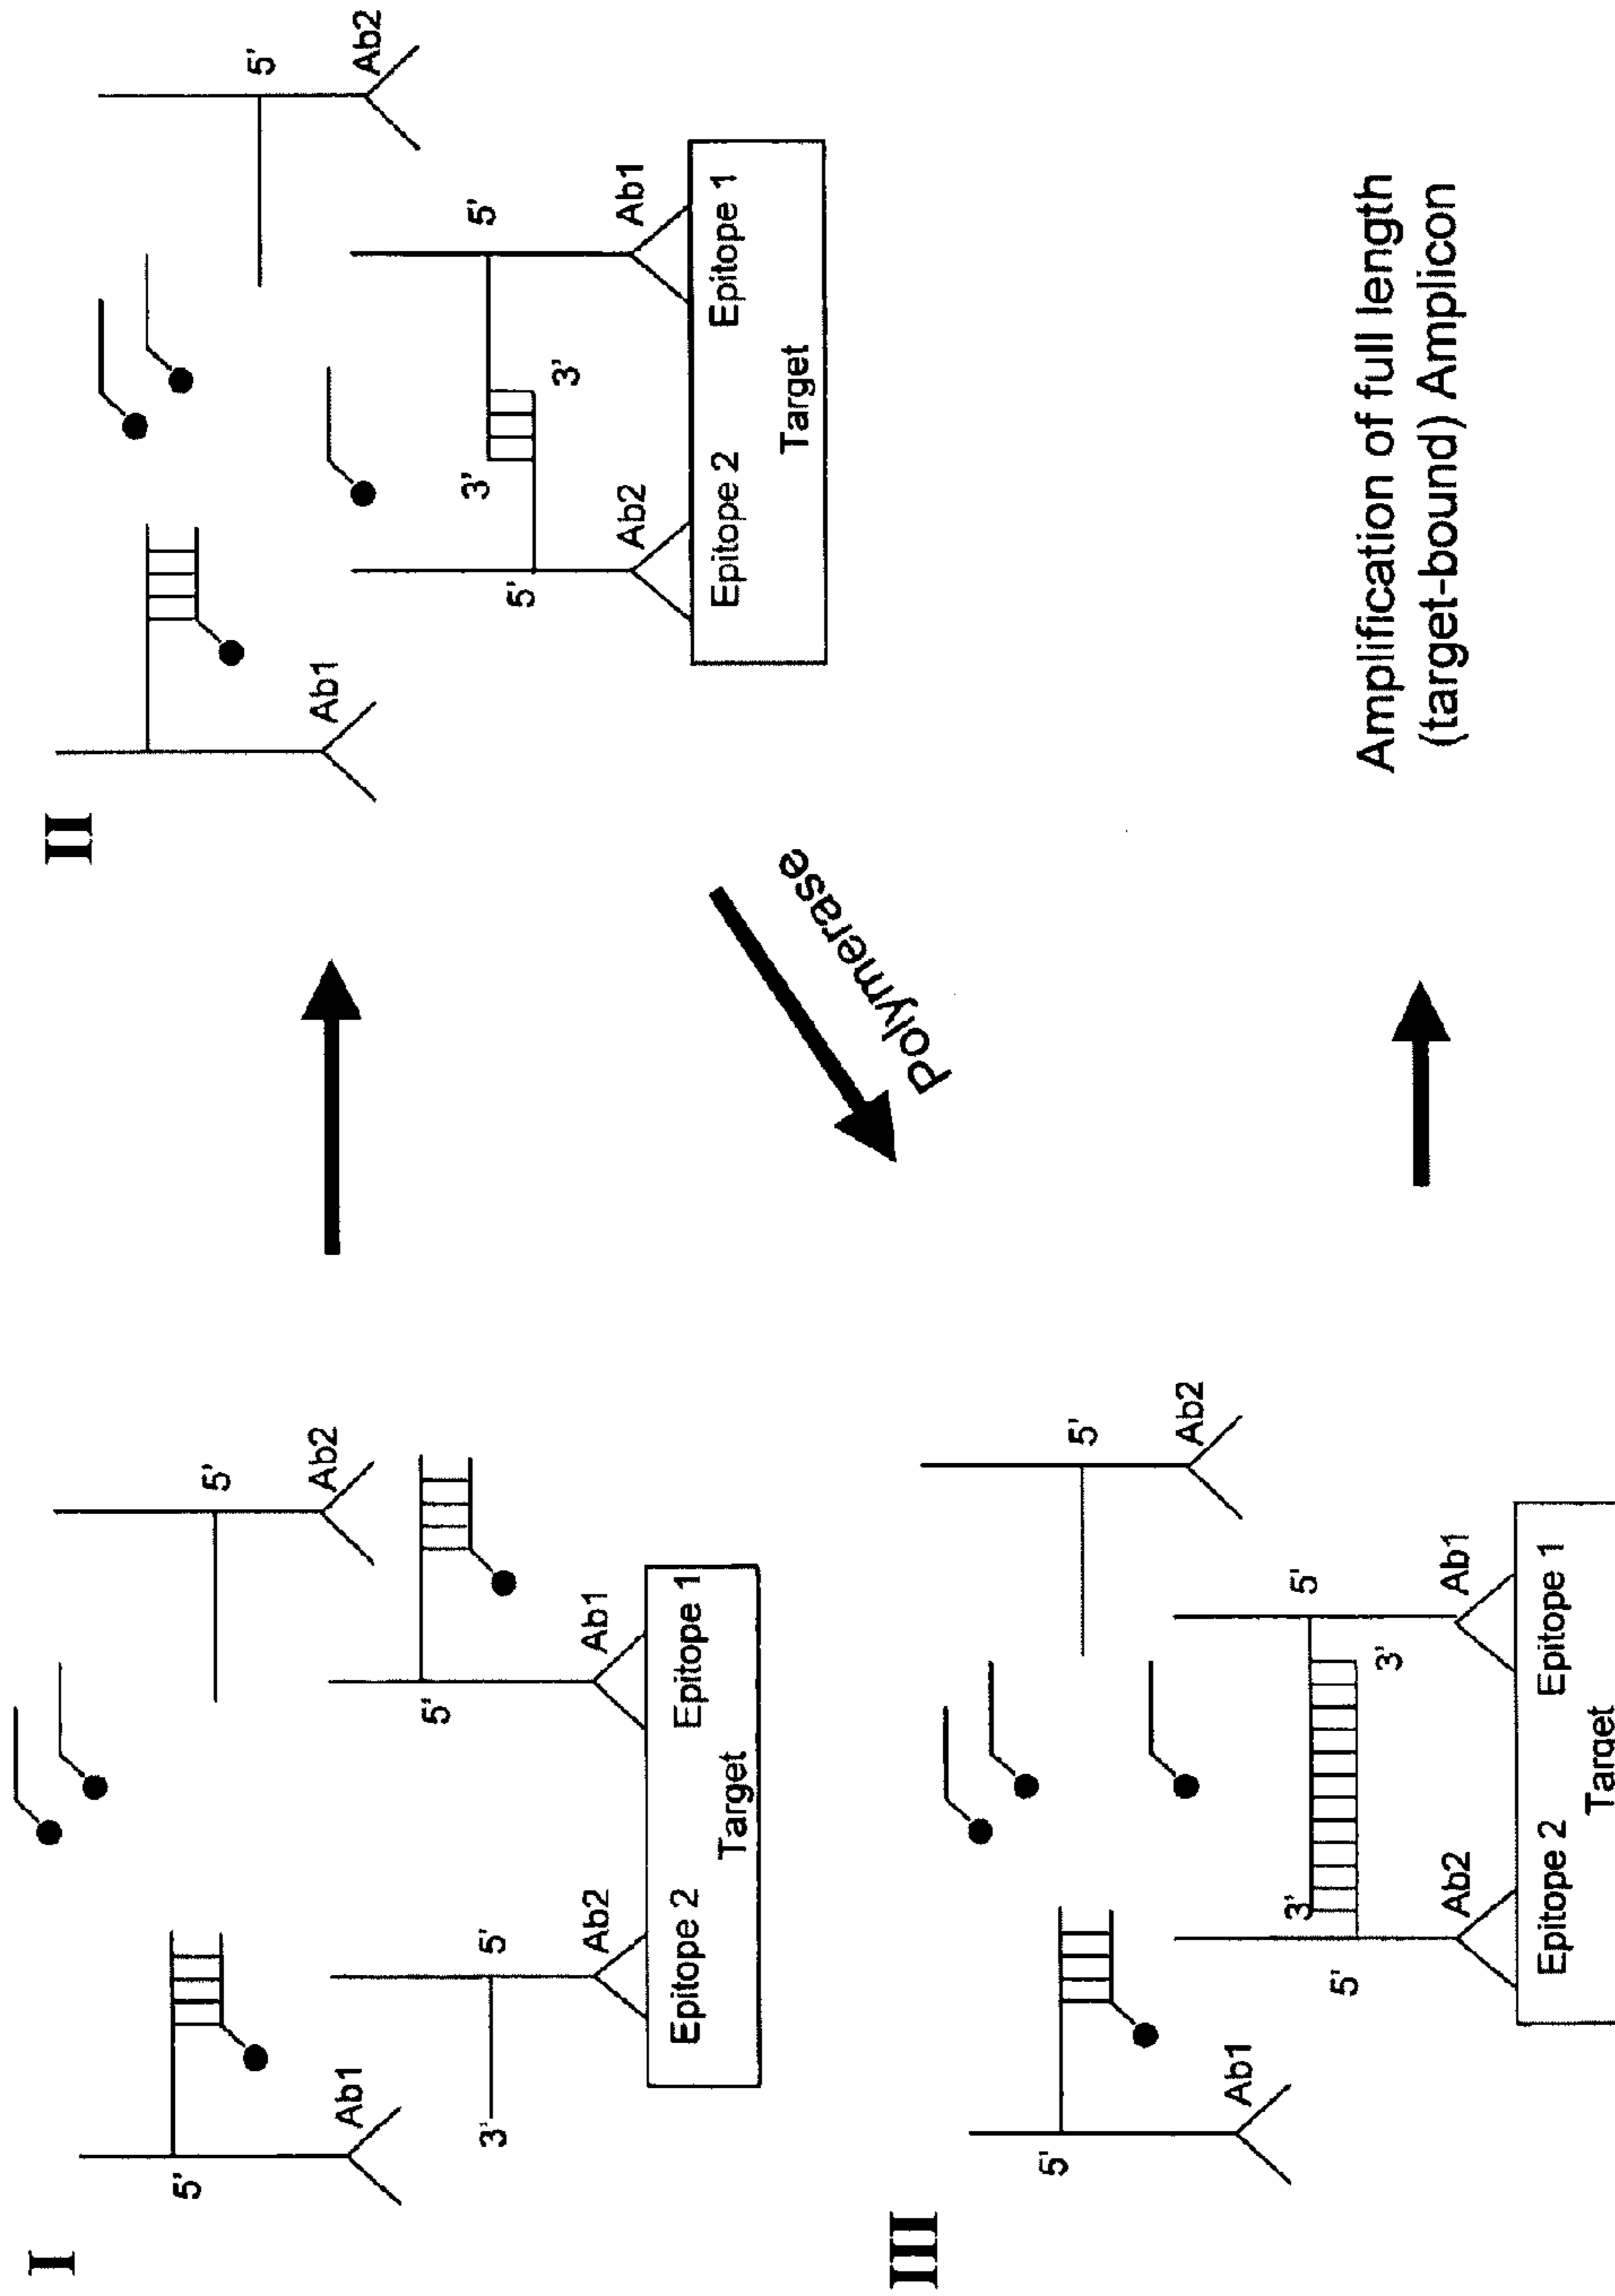 I
5'
Ab1
3'
5'
Ab2
5'
Ab1
5'
Ab2
Epitope 2
Epitope 1
Target
II
Ab1
3'
5'
Ab2
3'
5'
Ab1
5'
Ab2
Epitope 2
Epitope 1
Target
Polymerase
III
5'
Ab1
3'
5'
Ab2
3'
5'
Ab1
5'
Ab2
Epitope 2
Epitope 1
Target
Amplification of full length
(target-bound) Amplicon